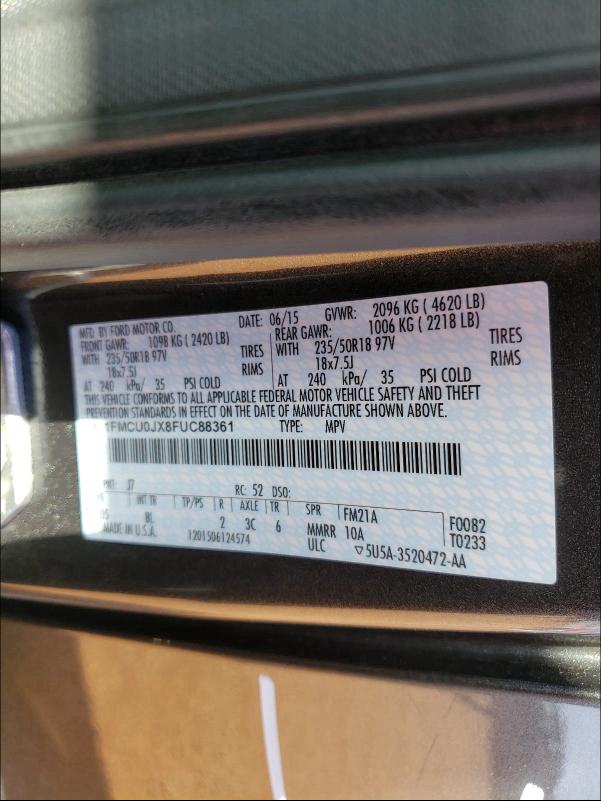 MFD. BY FORD MOTOR CO. DATE: 06/15 GVWR: 2096 KG ( 4620 LB)
FRONT GAWR: 1098 KG ( 2420 LB) REAR GAWR: 1006 KG ( 2218 LB)
WITH 235/50R18 97V TIRES WITH 235/50R18 97V TIRES
18x7.5J RIMS 18x7.5J RIMS
AT 240 kPa/ 35 PSI COLD AT 240 kPa/ 35 PSI COLD
THIS VEHICLE CONFORMS TO ALL APPLICABLE FEDERAL MOTOR VEHICLE SAFETY AND THEFT
PREVENTION STANDARDS IN EFFECT ON THE DATE OF MANUFACTURE SHOWN ABOVE.
1FMCU0JX8FUC88361 TYPE: MPV
37 RC: 52 DSO:
INT TR TP/PS R AXLE TR SPR FM21A F0082
BL 2 3C 6 MMRR 10A T0233
MADE IN U.S.A. 1201506124574 ULC ▽5U5A-3520472-AA